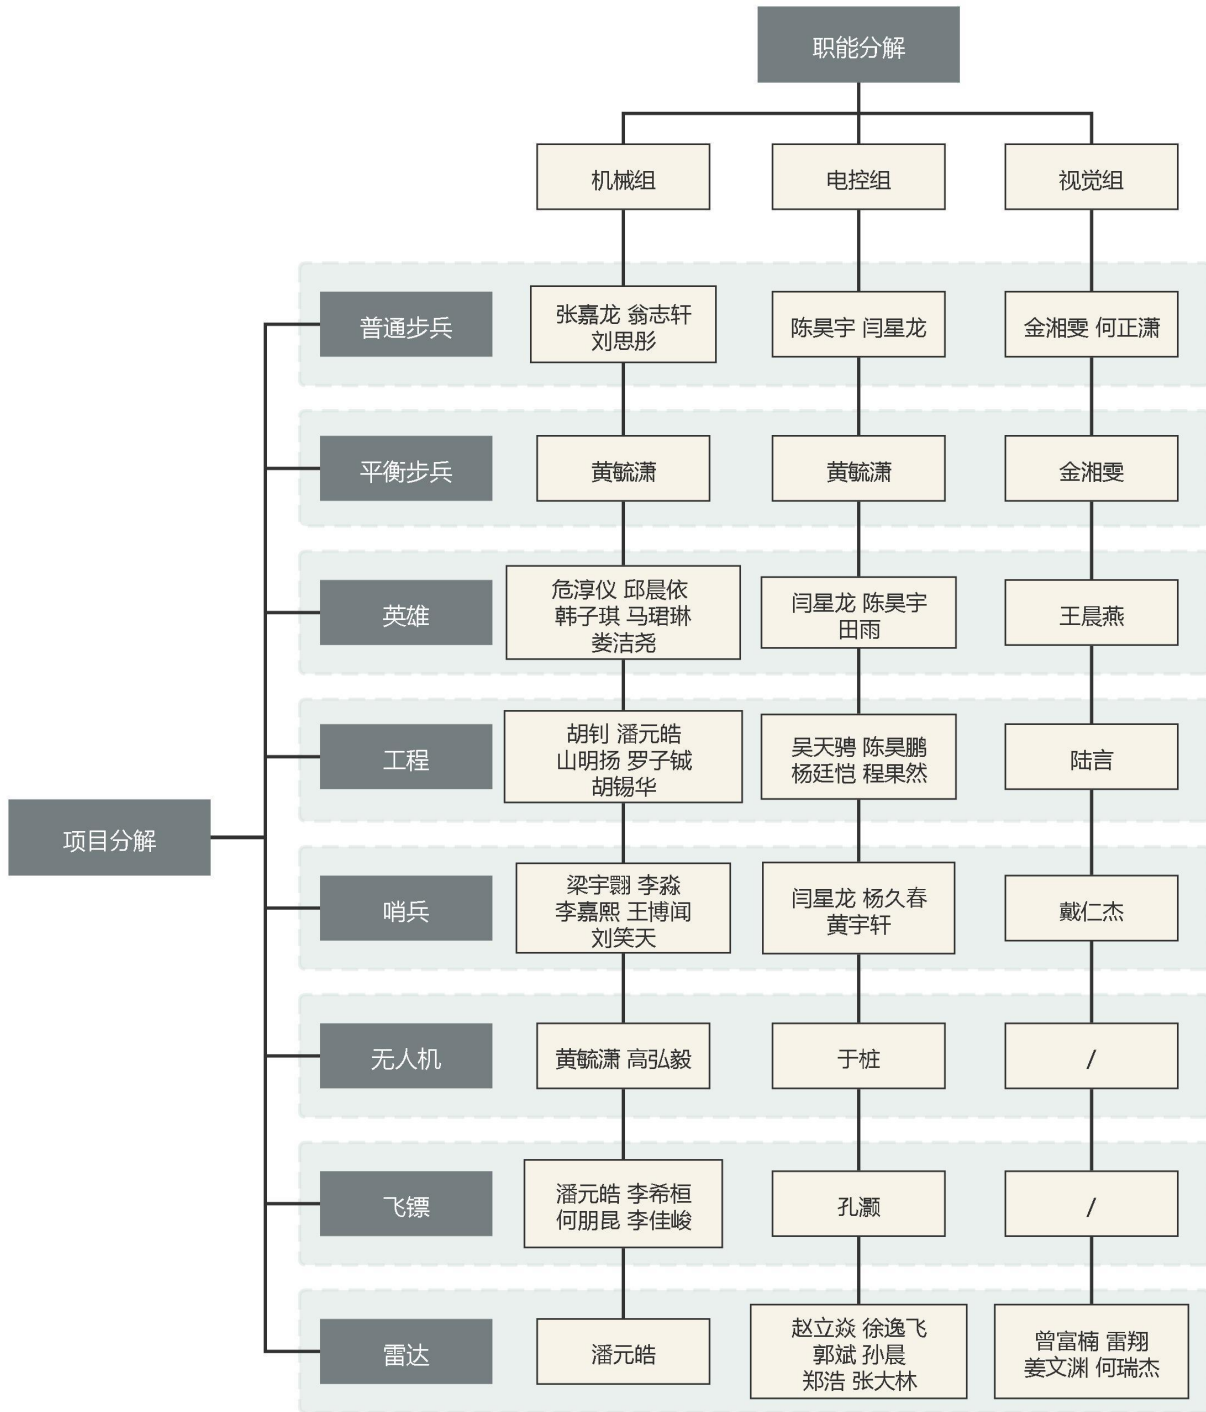 职能分解
机械组
电控组
视觉组
普通步兵
张嘉龙 翁志轩
刘思彤
陈昊宇 闫星龙
金湘雯 何正潇
平衡步兵
黄毓潇
黄毓潇
金湘雯
英雄
危淳仪 邱晨依
韩子琪 马珺琳
娄洁尧
闫星龙 陈昊宇
田雨
王晨燕
工程
胡钊 潘元皓
山明扬 罗子铖
胡锡华
吴天骋 陈昊鹏
杨廷恺 程果然
陆言
项目分解
哨兵
梁宇翾 李淼
李嘉熙 王博闻
刘笑天
闫星龙 杨久春
黄宇轩
戴仁杰
无人机
黄毓潇 高弘毅
于桩
/
飞镖
潘元皓 李希桓
何朋昆 李佳峻
孔灏
/
雷达
潘元皓
赵立焱 徐逸飞
郭斌 孙晨
郑浩 张大林
曾富楠 雷翔
姜文渊 何瑞杰